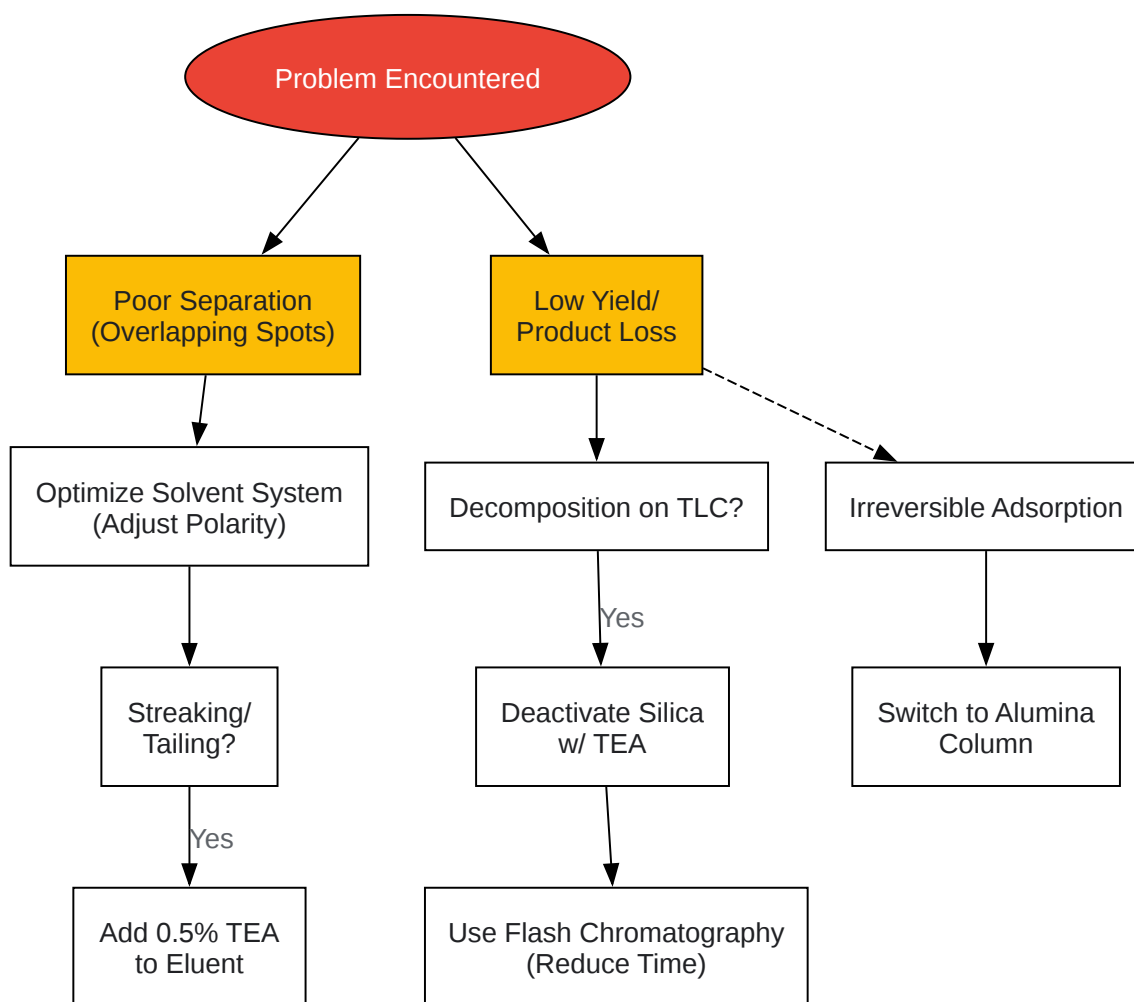 Problem Encountered
Poor Separation
(Overlapping Spots)
Low Yield/
Product Loss
Optimize Solvent System
(Adjust Polarity)
Decomposition on TLC?
Irreversible Adsorption
Yes
Streaking/
Tailing?
Deactivate Silica
w/ TEA
Switch to Alumina
Column
Yes
Add 0.5% TEA
to Eluent
Use Flash Chromatography
(Reduce Time)